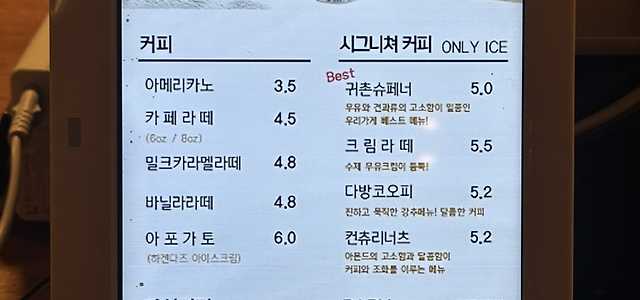 커피
아메리카노 3.5
카페라떼 4.5
(6oz / 8oz)
밀크카라멜라떼 4.8
바닐라라떼 4.8
아포가토 6.0
(하겐다즈 아이스크림)
시그니쳐 커피 ONLY ICE
Best
귀촌슈페너 5.0
우유와 견과류의 고소함이 일품인
우리가게 베스트 메뉴!
크림라떼 5.5
수제 우유크림이 듬뿍!
다방코오피 5.2
진하고 묵직한 강추메뉴! 달콤한 커피
컨츄리너츠 5.2
아몬드의 고소함과 달콤함이
커피와 조화를 이루는 메뉴